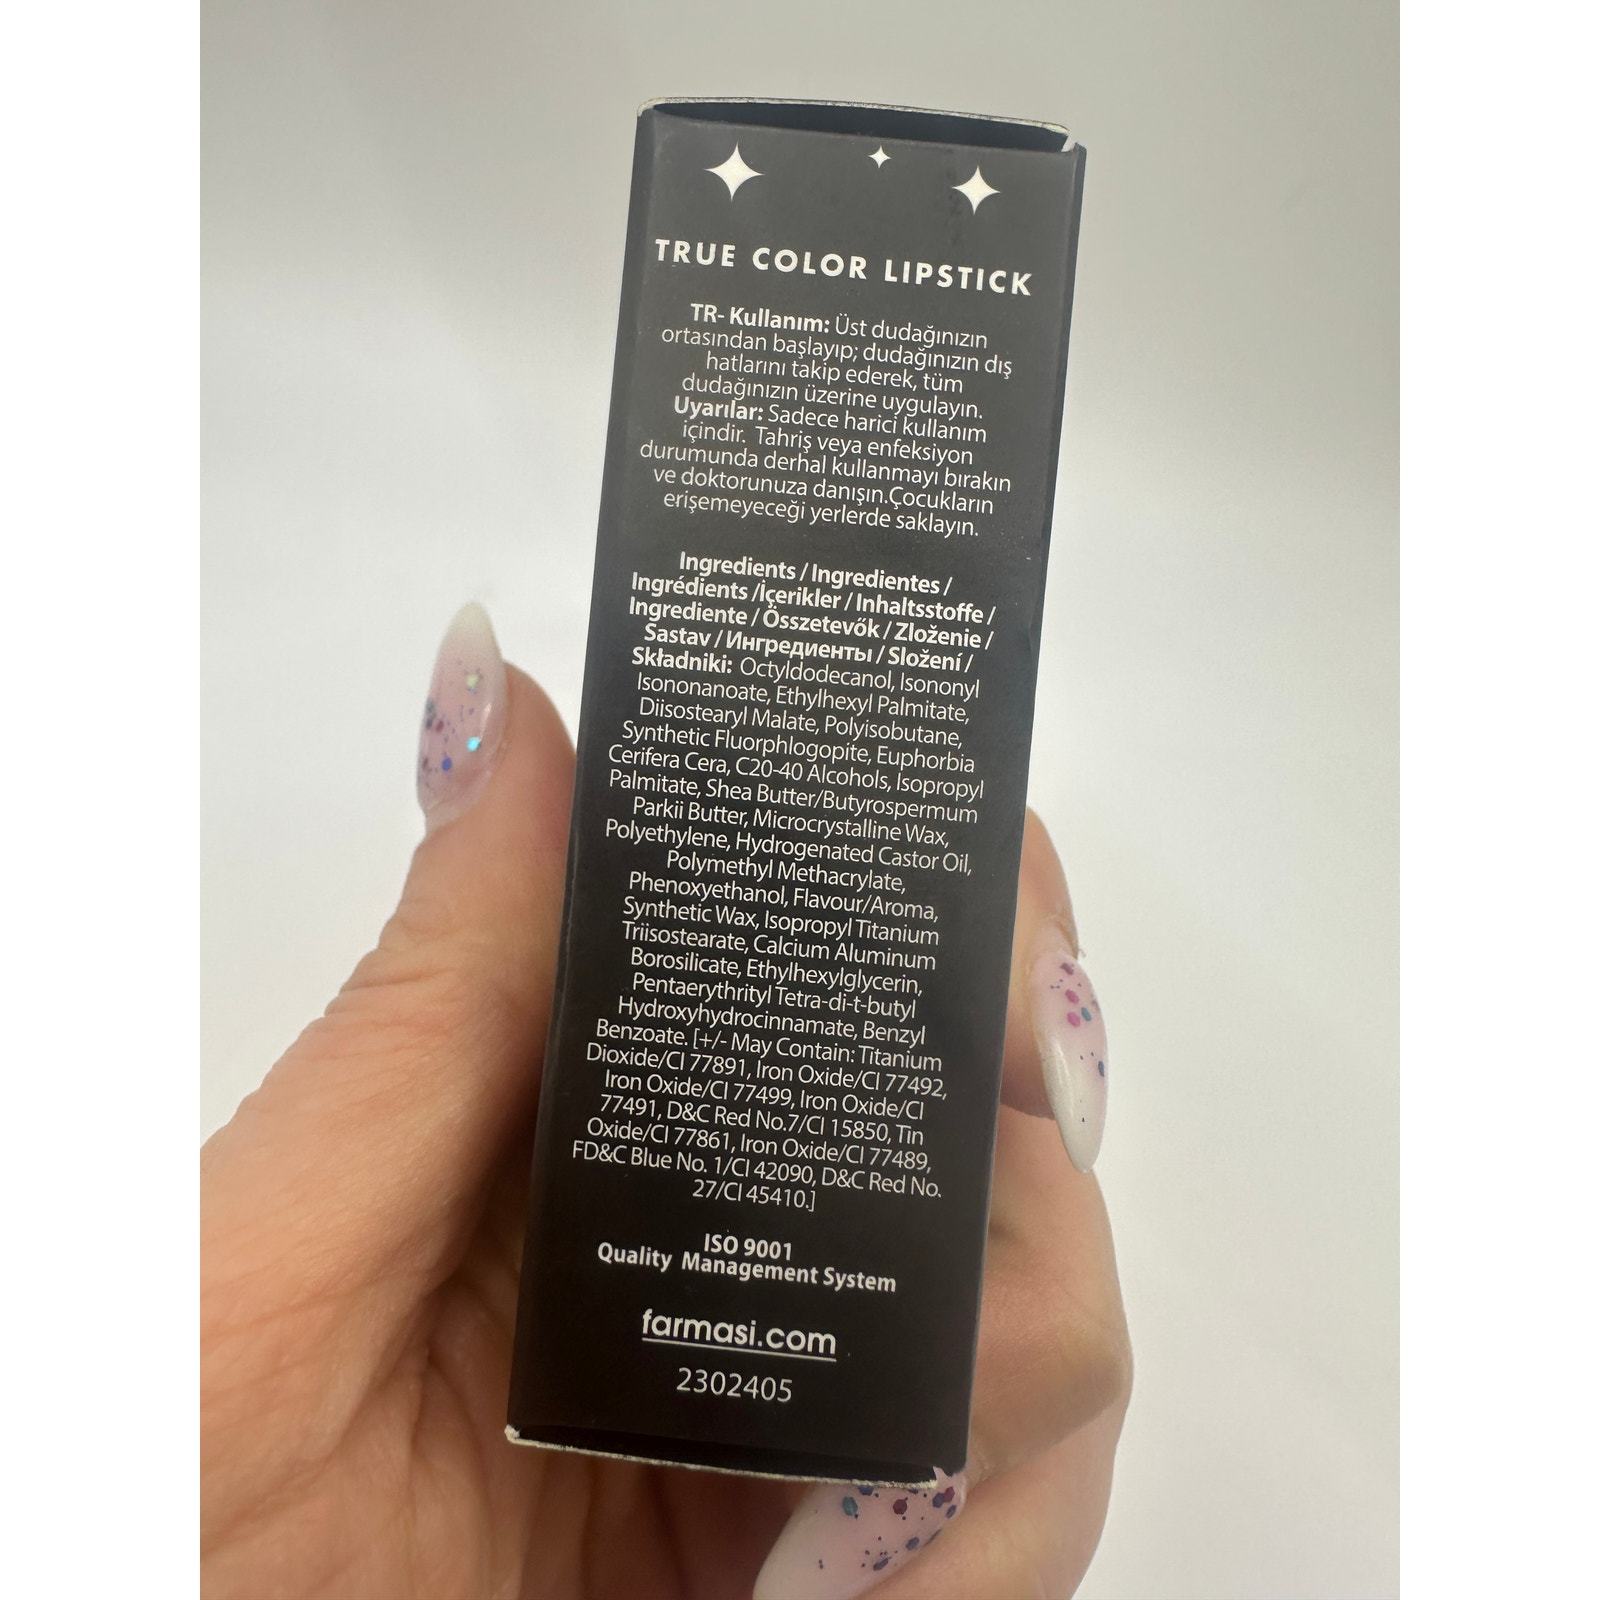 TRUE COLOR LIPSTICK
TR- Kullanım: Üst dudağınızın
ortasından başlayıp; dudağınızın dış
hatlarını takip ederek, tüm
dudağınızın üzerine uygulayın.
Uyarılar: Sadece harici kullanım
içindir. Tahriş veya enfeksiyon
durumunda derhal kullanmayı bırakın
ve doktorunuza danışın.Çocukların
erişemeyeceği yerlerde saklayın.
Ingredients / Ingredientes /
Ingrédients /İçerikler / Inhaltsstoffe /
Ingrediente / Összetevők / Zloženie /
Sastav / Ингредиенты / Složení /
Składniki: Octyldodecanol, Isononyl
Isononanoate, Ethylhexyl Palmitate,
Diisostearyl Malate, Polyisobutane,
Synthetic Fluorphlogopite, Euphorbia
Cerifera Cera, C20-40 Alcohols, Isopropyl
Palmitate, Shea Butter/Butyrospermum
Parkii Butter, Microcrystalline Wax,
Polyethylene, Hydrogenated Castor Oil,
Polymethyl Methacrylate,
Phenoxyethanol, Flavour/Aroma,
Synthetic Wax, Isopropyl Titanium
Triisostearate, Calcium Aluminum
Borosilicate, Ethylhexylglycerin,
Pentaerythrityl Tetra-di-t-butyl
Hydroxyhydrocinnamate, Benzyl
Benzoate. [+/- May Contain: Titanium
Dioxide/CI 77891, Iron Oxide/CI 77492,
Iron Oxide/CI 77499, Iron Oxide/CI
77491, D&C Red No.7/CI 15850, Tin
Oxide/CI 77861, Iron Oxide/CI 77489,
FD&C Blue No. 1/CI 42090, D&C Red No.
27/CI 45410.]
ISO 9001
Quality Management System
farmasi.com
2302405